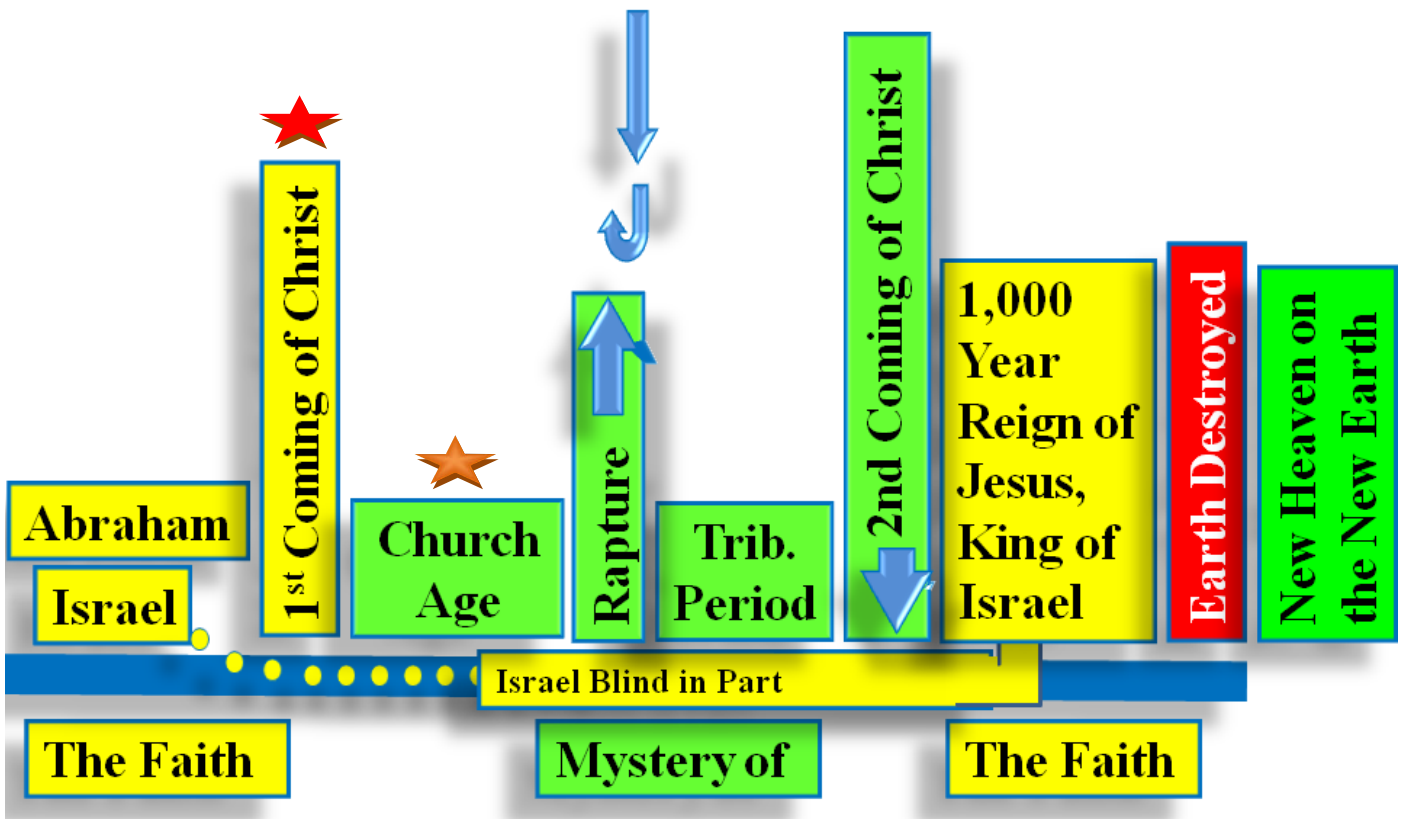 Abraham
Israel
1st Coming of Christ
Church
Age
Rapture
Trib.
Period
2nd Coming of Christ
1,000
Year
Reign of
Jesus,
King of
Israel
Earth Destroyed
New Heaven on
the New Earth
Israel Blind in Part
The Faith
Mystery of
The Faith